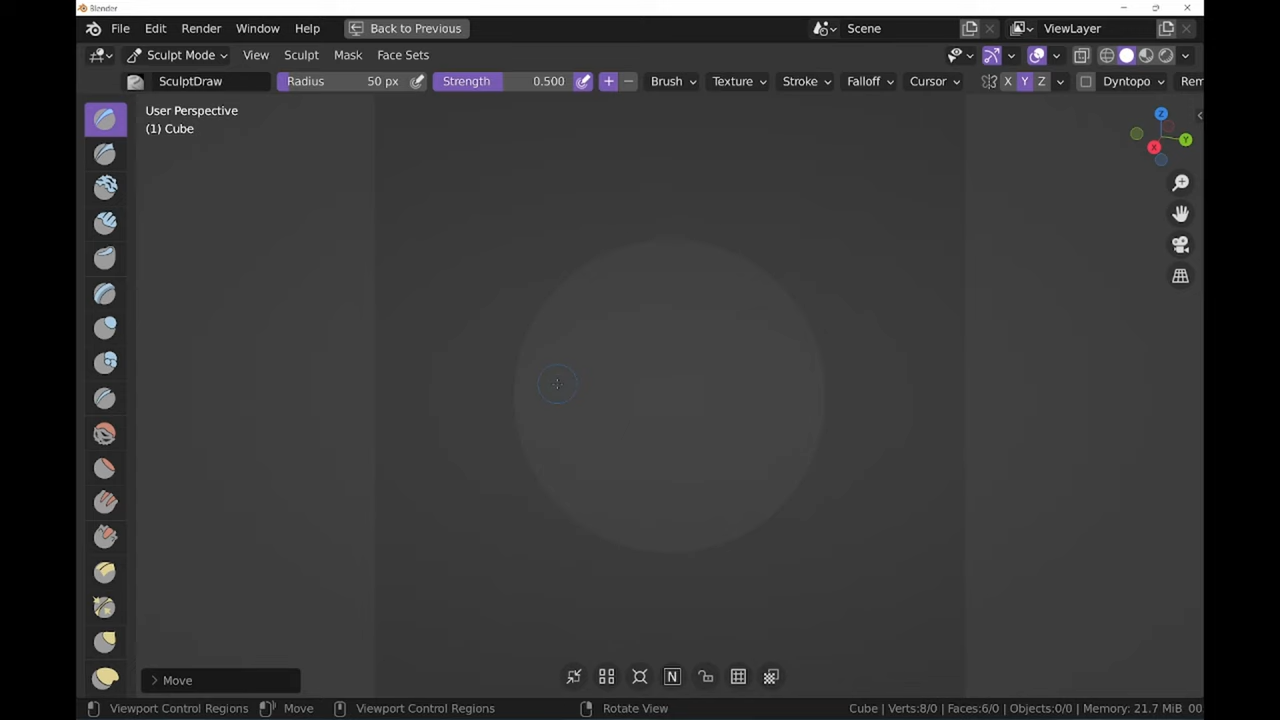 Blender
File Edit Render Window Help Back to Previous Scene ViewLayer
Sculpt Mode View Sculpt Mask Face Sets
SculptDraw Radius 50 px Strength 0.500 Brush Texture Stroke Falloff Cursor X Y Z Dyntopo Rem
User Perspective
(1) Cube
Z
Y
X
N
Move
Viewport Control Regions Move Viewport Control Regions Rotate View Cube | Verts:8/0 | Faces:6/0 | Objects:0/0 | Memory: 21.7 MiB 00